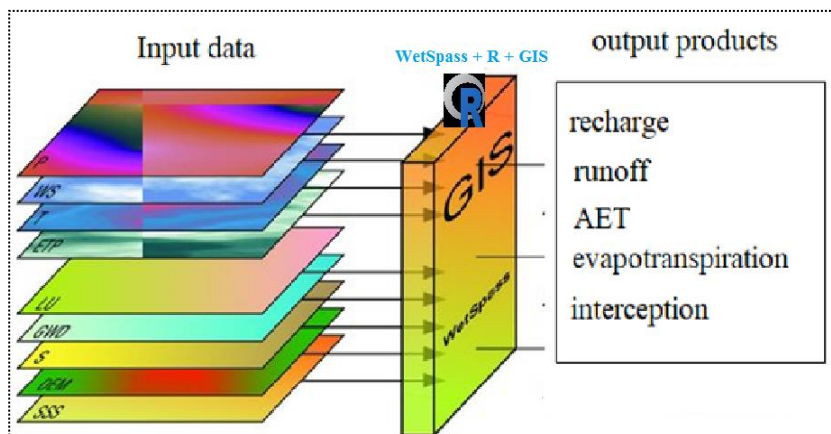 Input data
WetSpass + R + GIS
output products
P
WS
T
ETP
LU
GWD
S
DEM
SSS
R
GIS
WetSpass
recharge
runoff
AET
evapotranspiration
interception